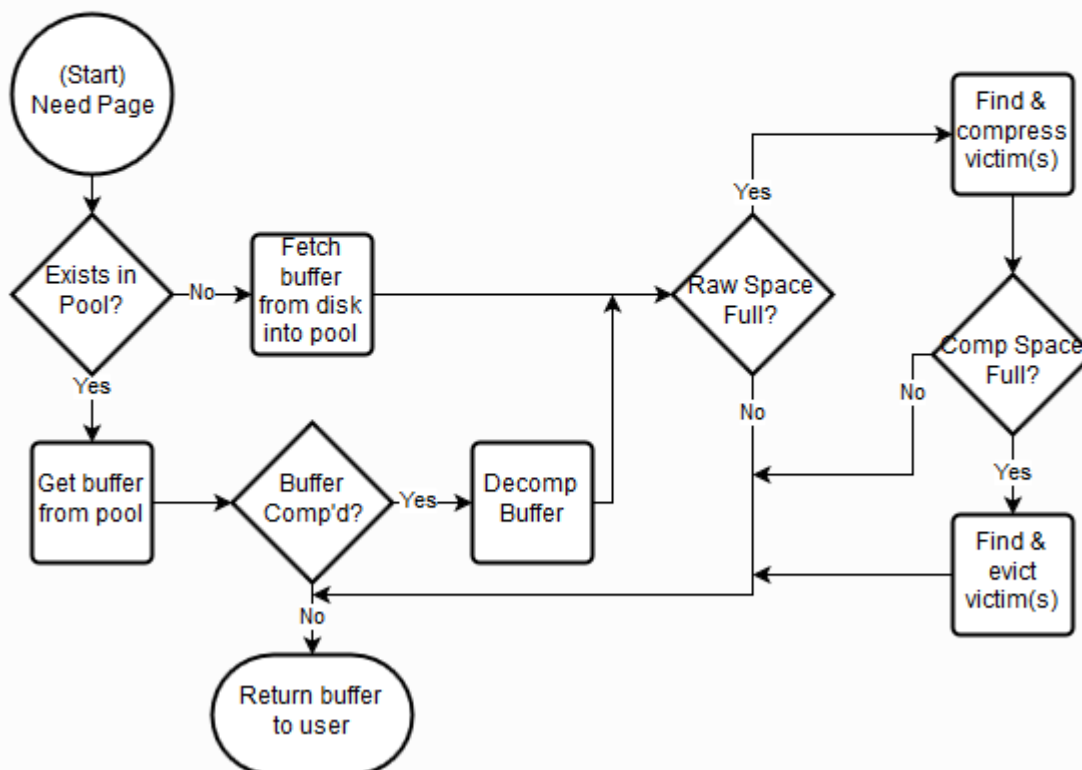 (Start)
Need Page
Exists in
Pool?
No
Fetch
buffer
from disk
into pool
Yes
Get buffer
from pool
Buffer
Comp'd?
Yes
Decomp
Buffer
No
Return buffer
to user
Raw Space
Full?
Yes
No
Find &
compress
victim(s)
Comp Space
Full?
No
Yes
Find &
evict
victim(s)